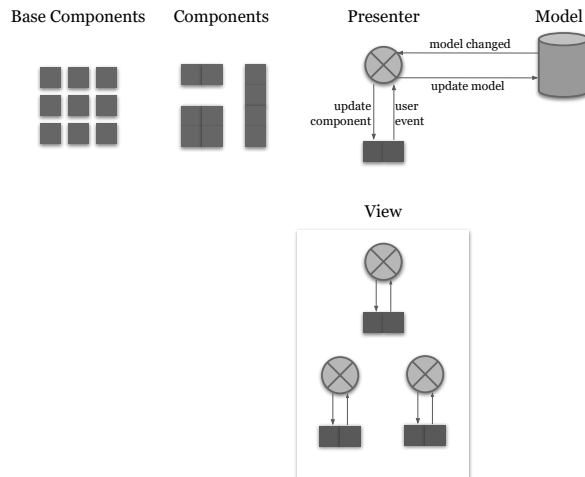 Base Components
Components
Presenter
Model
model changed
update model
update
component
user
event
View